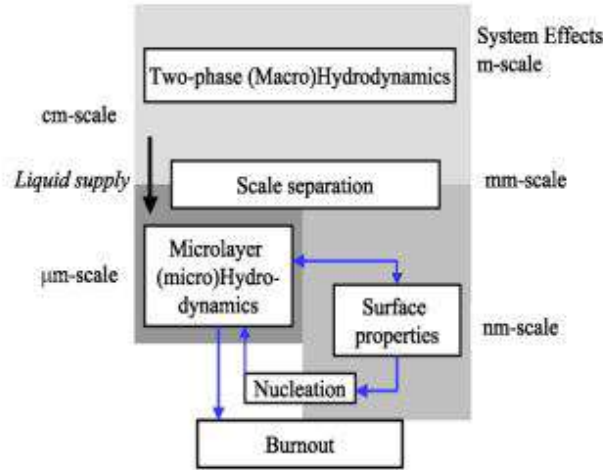 System Effects
m-scale
Two-phase (Macro)Hydrodynamics
cm-scale
Liquid supply
Scale separation
mm-scale
Microlayer
(micro)Hydro-
dynamics
μm-scale
Surface
properties
nm-scale
Nucleation
Burnout